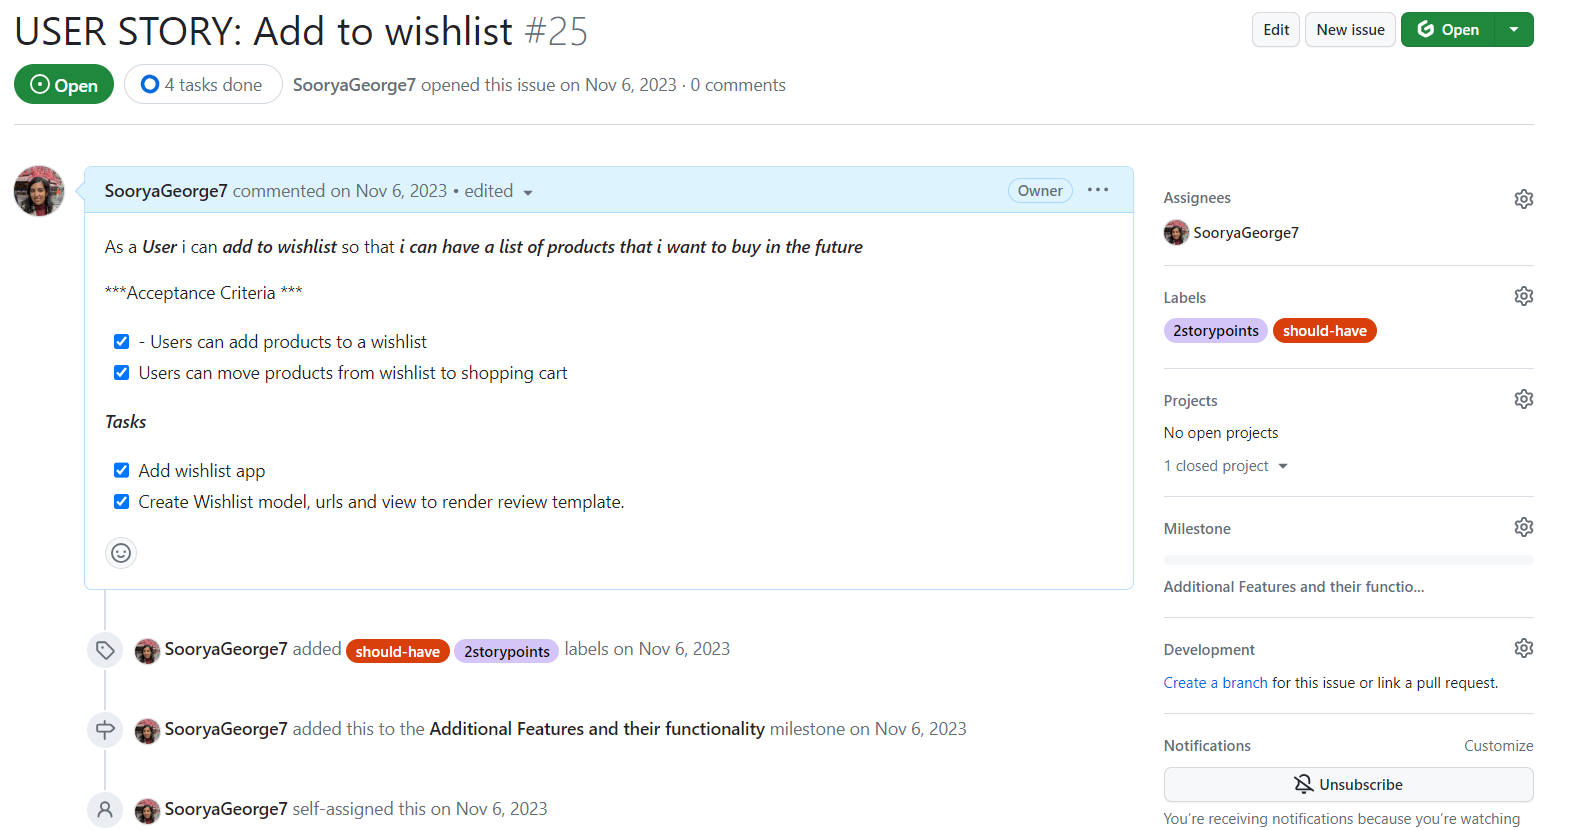 USER STORY: Add to wishlist #25
Edit
New issue
Open
Open
4 tasks done
SooryaGeorge7 opened this issue on Nov 6, 2023 · 0 comments
SooryaGeorge7 commented on Nov 6, 2023 • edited
Owner
As a User i can add to wishlist so that i can have a list of products that i want to buy in the future
***Acceptance Criteria ***
- Users can add products to a wishlist
Users can move products from wishlist to shopping cart
Tasks
Add wishlist app
Create Wishlist model, urls and view to render review template.
SooryaGeorge7 added should-have 2storypoints labels on Nov 6, 2023
SooryaGeorge7 added this to the Additional Features and their functionality milestone on Nov 6, 2023
SooryaGeorge7 self-assigned this on Nov 6, 2023
Assignees
SooryaGeorge7
Labels
2storypoints should-have
Projects
No open projects
1 closed project
Milestone
Additional Features and their functio...
Development
Create a branch for this issue or link a pull request.
Notifications
Customize
Unsubscribe
You're receiving notifications because you're watching